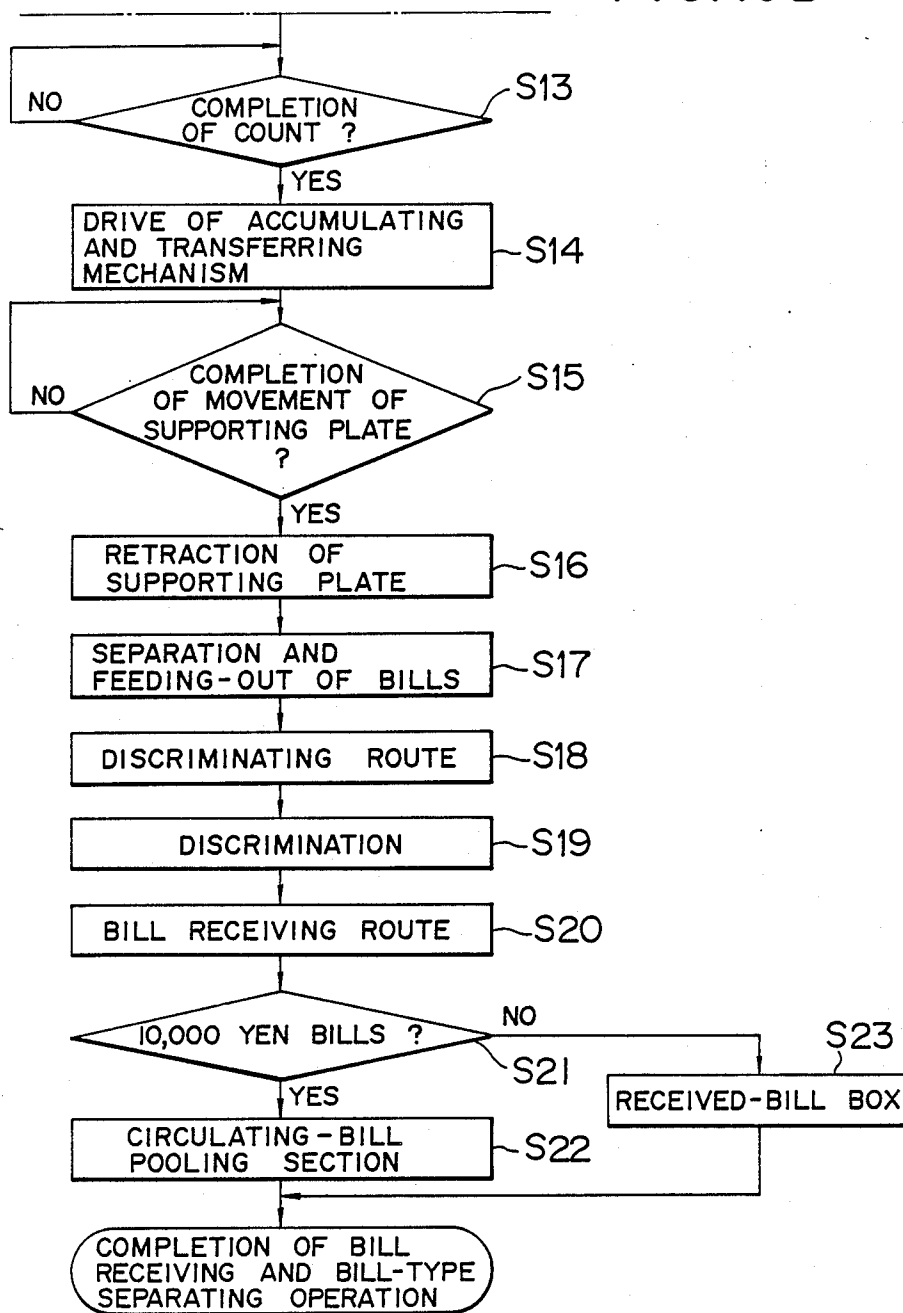 NO
COMPLETION
OF COUNT ?
S13
YES
DRIVE OF ACCUMULATING
AND TRANSFERRING
MECHANISM
S14
NO
COMPLETION
OF MOVEMENT OF
SUPPORTING PLATE
?
S15
YES
RETRACTION OF
SUPPORTING PLATE
S16
SEPARATION AND
FEEDING-OUT OF BILLS
S17
DISCRIMINATING ROUTE
S18
DISCRIMINATION
S19
BILL RECEIVING ROUTE
S20
10,000 YEN BILLS ?
NO
S21
S23
YES
RECEIVED-BILL BOX
CIRCULATING-BILL
POOLING SECTION
S22
COMPLETION OF BILL
RECEIVING AND BILL-TYPE
SEPARATING OPERATION